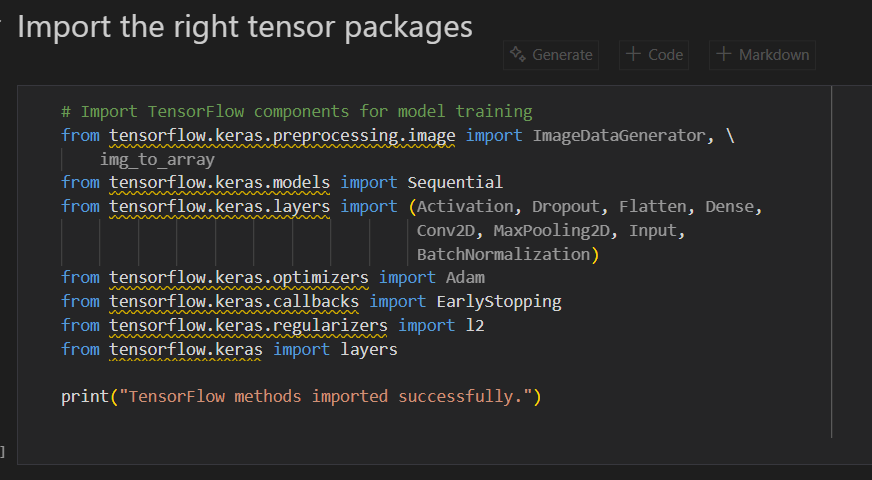 Import the right tensor packages
Generate
Code
Markdown
# Import TensorFlow components for model training
from tensorflow.keras.preprocessing.image import ImageDataGenerator, \
    img_to_array
from tensorflow.keras.models import Sequential
from tensorflow.keras.layers import (Activation, Dropout, Flatten, Dense,
                                     Conv2D, MaxPooling2D, Input,
                                     BatchNormalization)
from tensorflow.keras.optimizers import Adam
from tensorflow.keras.callbacks import EarlyStopping
from tensorflow.keras.regularizers import l2
from tensorflow.keras import layers

print("TensorFlow methods imported successfully.")
]